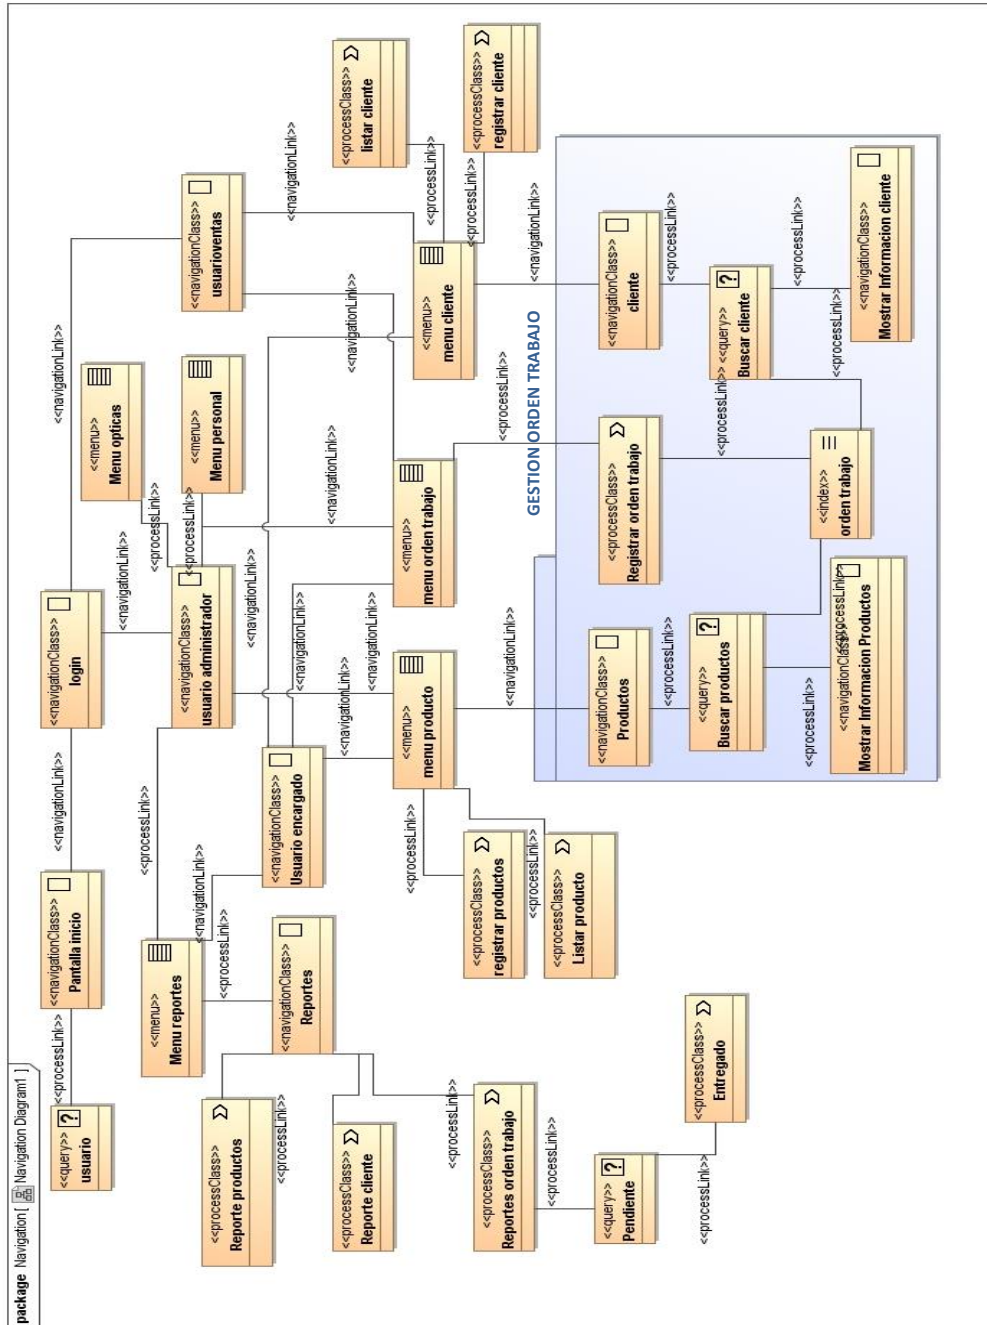 package Navigation [ Navigation Diagram1 ]
<<query>>
usuario
<<processLink>>
<<navigationClass>>
Pantalla inicio
<<navigationLink>>
<<navigationClass>>
login
<<navigationLink>>
<<navigationLink>>
<<menu>>
Menu opticas
<<processLink>>
<<menu>>
Menu personal
<<processLink>>
<<navigationClass>>
usuario administrador
<<navigationClass>>
usuarioventas
<<processLink>>
<<menu>>
Menu reportes
<<navigationLink>>
<<processLink>>
<<navigationClass>>
Reportes
<<navigationClass>>
Usuario encargado
<<navigationLink>>
<<navigationLink>>
<<navigationLink>>
<<navigationLink>>
<<navigationLink>>
<<navigationLink>>
<<navigationLink>>
<<processClass>>
Reporte productos
<<processLink>>
<<processClass>>
Reporte cliente
<<processLink>>
<<processClass>>
Reportes orden trabajo
<<processLink>>
<<query>>
Pendiente
<<processLink>>
<<processClass>>
Entregado
<<menu>>
menu producto
<<menu>>
menu orden trabajo
<<menu>>
menu cliente
<<processClass>>
listar cliente
<<processLink>>
<<processClass>>
registrar cliente
<<processLink>>
<<processLink>>
<<processClass>>
registrar productos
<<processLink>>
<<processClass>>
Listar producto
<<navigationLink>>
<<processLink>>
<<navigationLink>>
GESTION ORDEN TRABAJO
<<navigationClass>>
Productos
<<processClass>>
Registrar orden trabajo
<<navigationClass>>
cliente
<<processLink>>
<<processLink>>
<<processLink>>
<<query>>
Buscar productos
<<query>>
Buscar cliente
<<processLink>>
<<processLink>>
<<processLink>>
<<processLink>>
<<index>>
orden trabajo
<<navigationClass
Mostrar Informacion Productos
<<navigationClass>>
Mostrar Informacion cliente